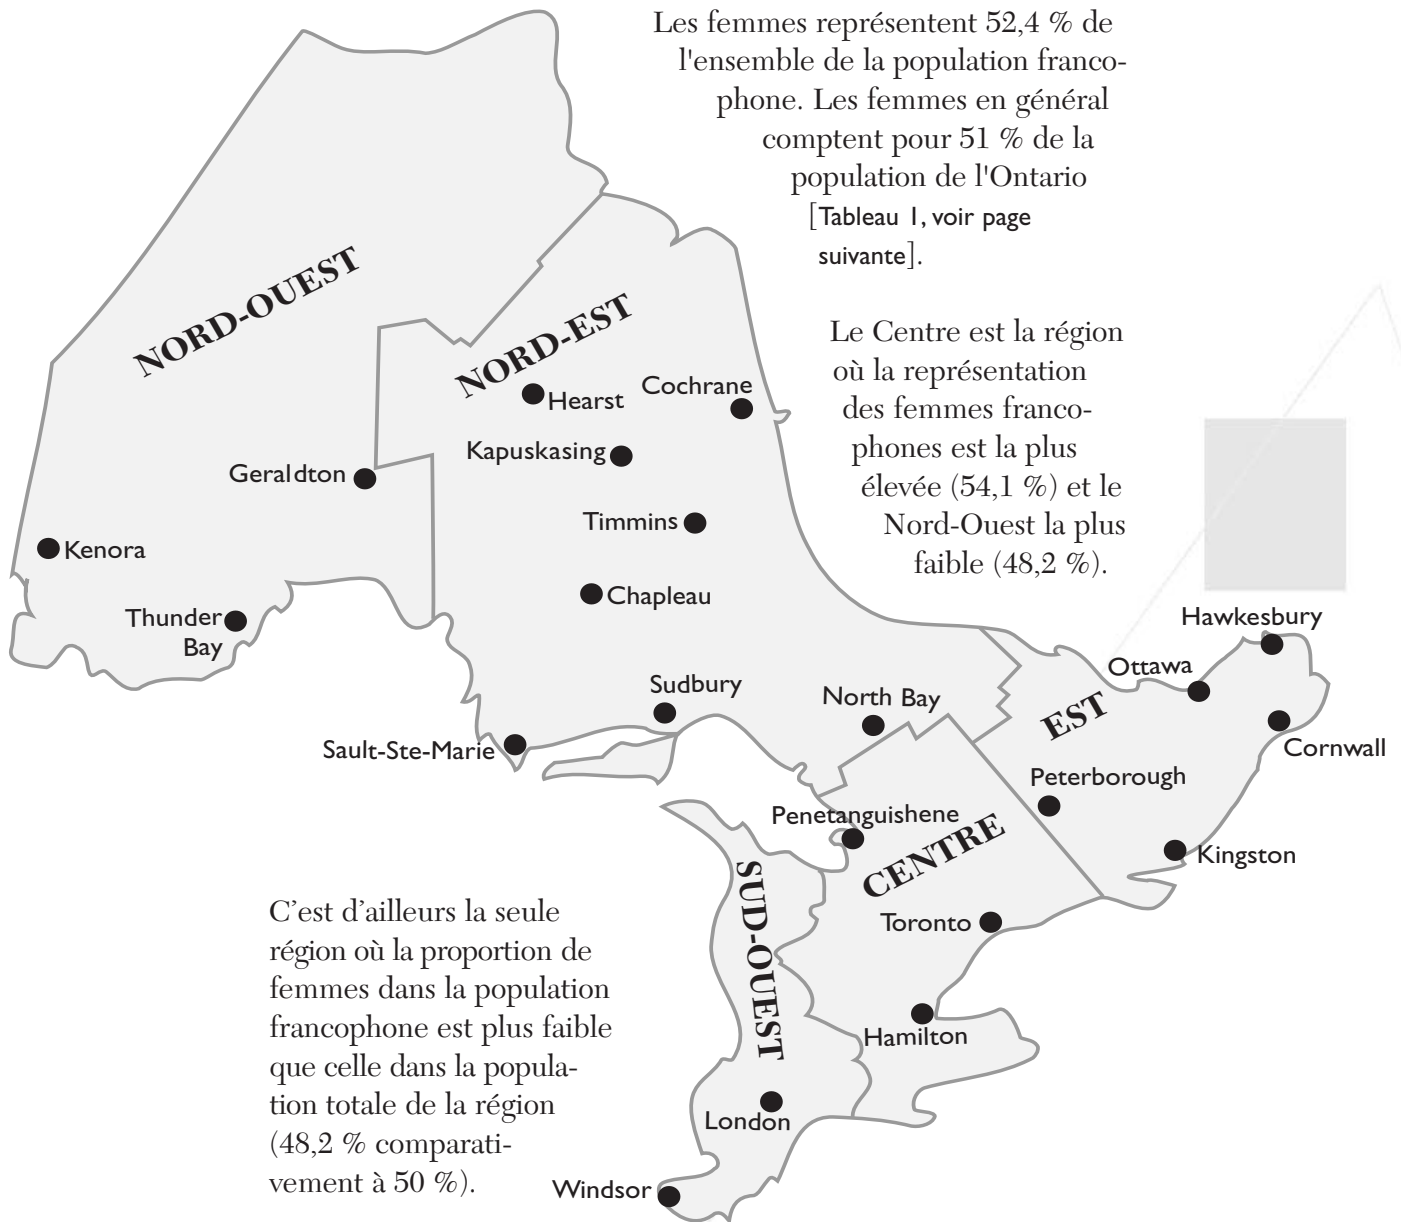 Les femmes représentent 52,4 % de
l'ensemble de la population franco-
phone. Les femmes en général
comptent pour 51 % de la
population de l'Ontario
[Tableau 1, voir page
suivante].
Le Centre est la région
où la représentation
des femmes franco-
phones est la plus
élevée (54,1 %) et le
Nord-Ouest la plus
faible (48,2 %).
NORD-OUEST
NORD-EST
Hearst
Cochrane
Kapuskasing
Geraldton
Timmins
Kenora
Chapleau
Thunder
Bay
Hawkesbury
Ottawa
Sudbury
North Bay
EST
Sault-Ste-Marie
Cornwall
Peterborough
Penetanguishene
CENTRE
Kingston
SUD-OUEST
Toronto
Hamilton
London
Windsor
C’est d’ailleurs la seule
région où la proportion de
femmes dans la population
francophone est plus faible
que celle dans la popula-
tion totale de la région
(48,2 % comparati-
vement à 50 %).